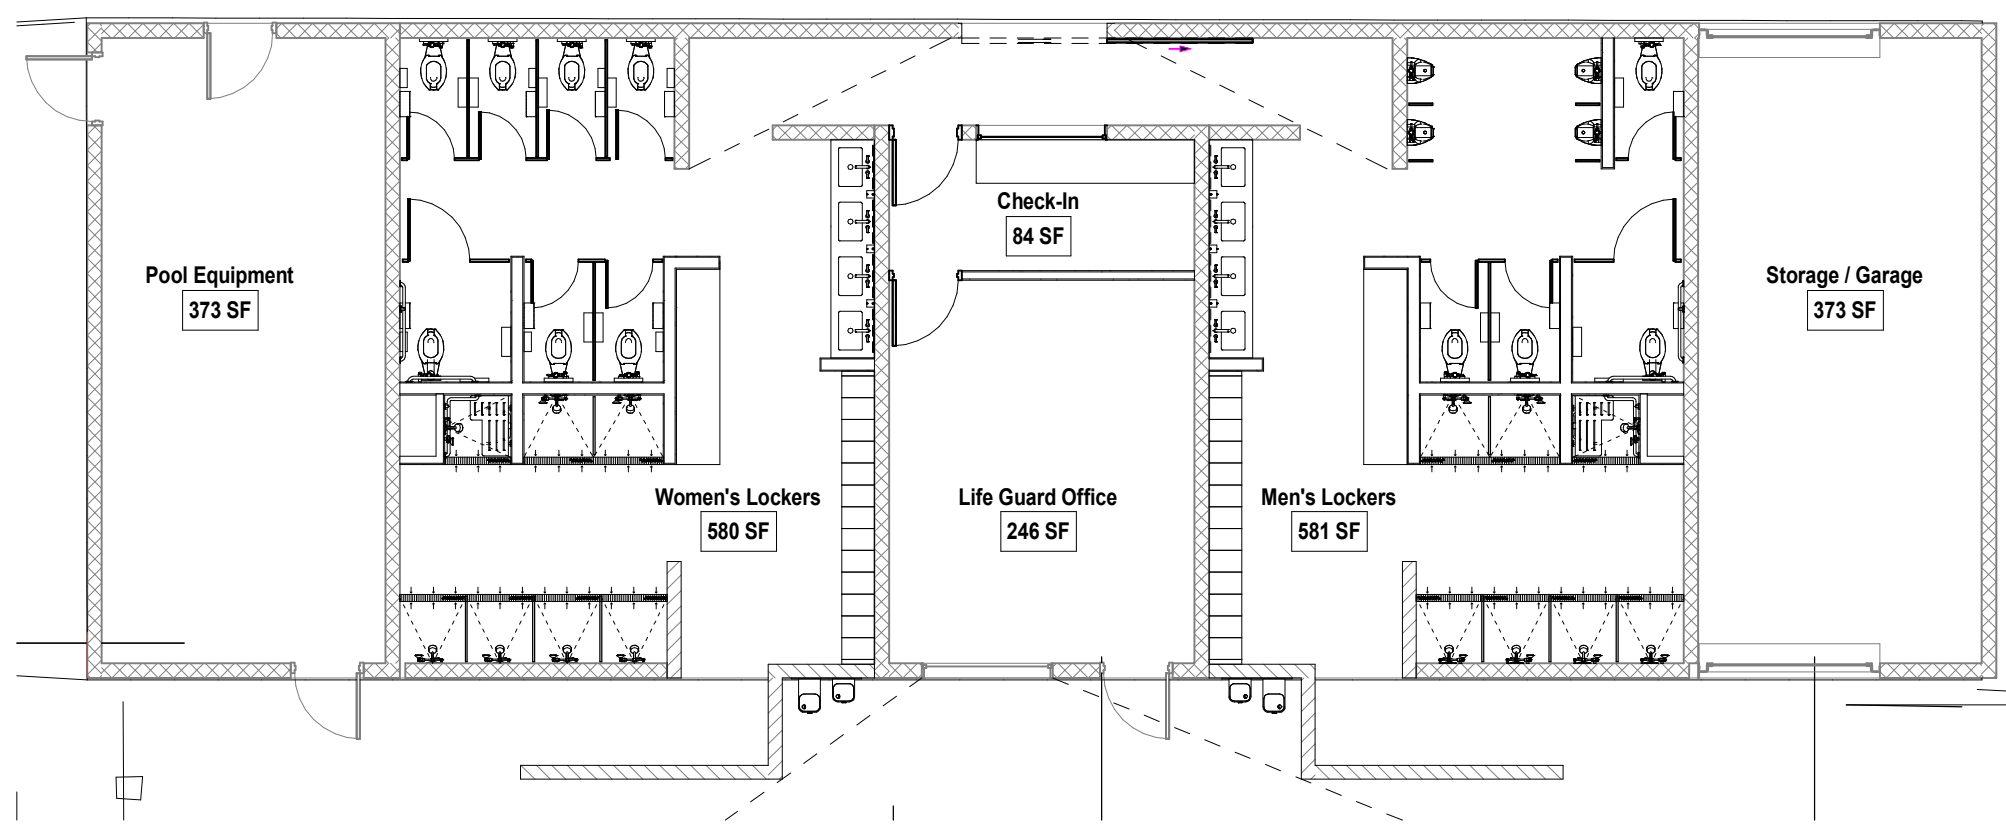 Check-In
84 SF
Pool Equipment
373 SF
Storage / Garage
373 SF
Women's Lockers
580 SF
Life Guard Office
246 SF
Men's Lockers
581 SF